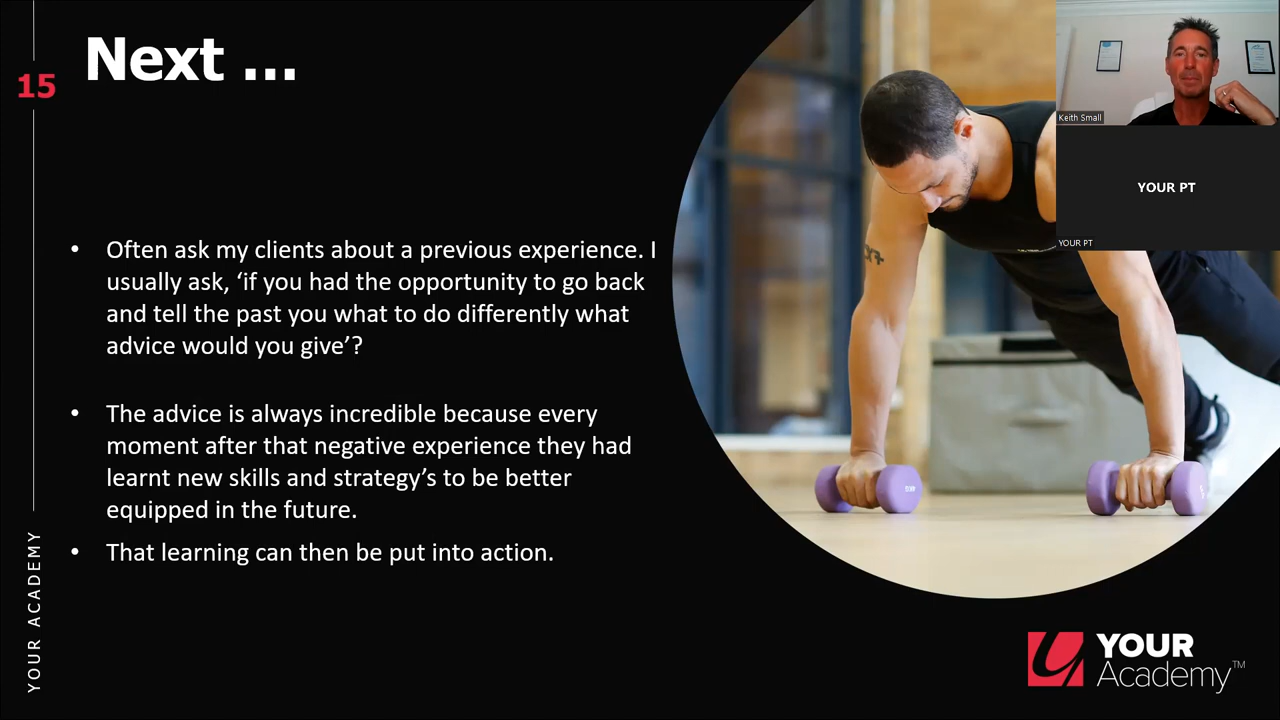 Next ...
15
• Often ask my clients about a previous experience. I
usually ask, ‘if you had the opportunity to go back
and tell the past you what to do differently what
advice would you give’?
• The advice is always incredible because every
moment after that negative experience they had
learnt new skills and strategy’s to be better
equipped in the future.
• That learning can then be put into action.
YOUR ACADEMY
Keith Small
YOUR PT
YOUR PT
YOUR
Academy™